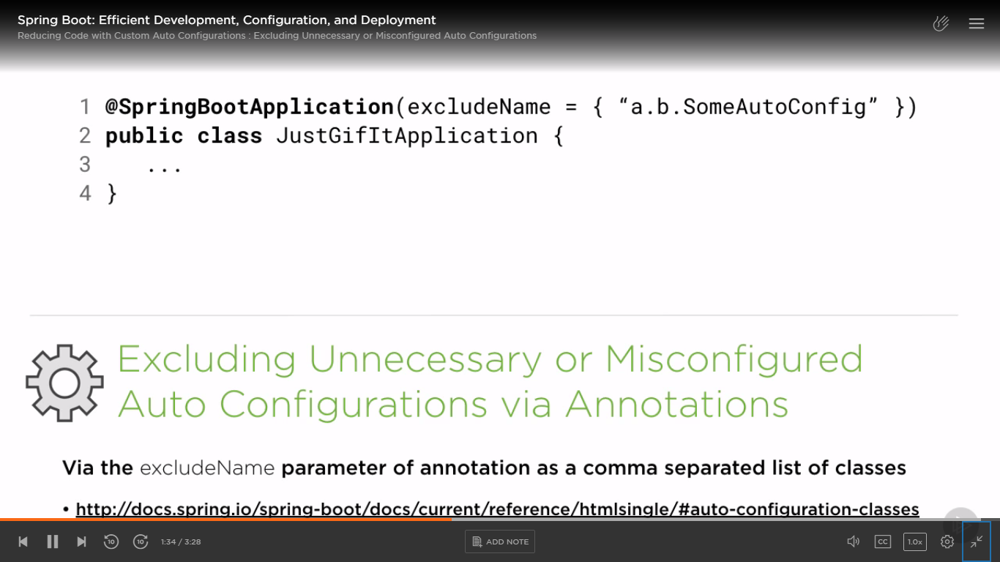 Spring Boot: Efficient Development, Configuration, and Deployment
Reducing Code with Custom Auto Configurations : Excluding Unnecessary or Misconfigured Auto Configurations
1 @SpringBootApplication(excludeName = { “a.b.SomeAutoConfig” })
2 public class JustGifItApplication {
3 ...
4 }
Excluding Unnecessary or Misconfigured
Auto Configurations via Annotations
Via the excludeName parameter of annotation as a comma separated list of classes
• http://docs.spring.io/spring-boot/docs/current/reference/htmlsingle/#auto-configuration-classes
10 10 1:34 / 3:28 ADD NOTE CC 1.0x